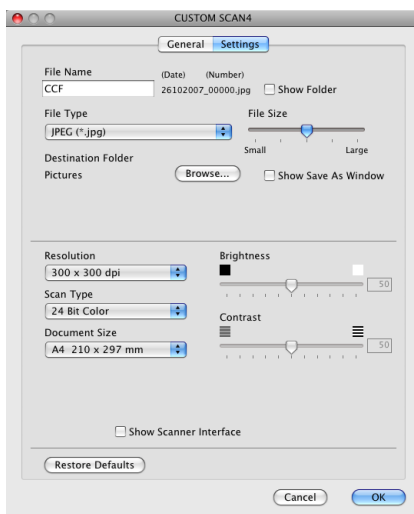 CUSTOM SCAN4
General Settings
File Name (Date) (Number)
CCF 26102007_00000.jpg Show Folder
File Type File Size
JPEG (*.jpg)
Small Large
Destination Folder
Pictures Browse... Show Save As Window
Resolution Brightness
300 x 300 dpi
50
Scan Type
24 Bit Color Contrast
Document Size
A4 210 x 297 mm 50
Show Scanner Interface
Restore Defaults
Cancel OK